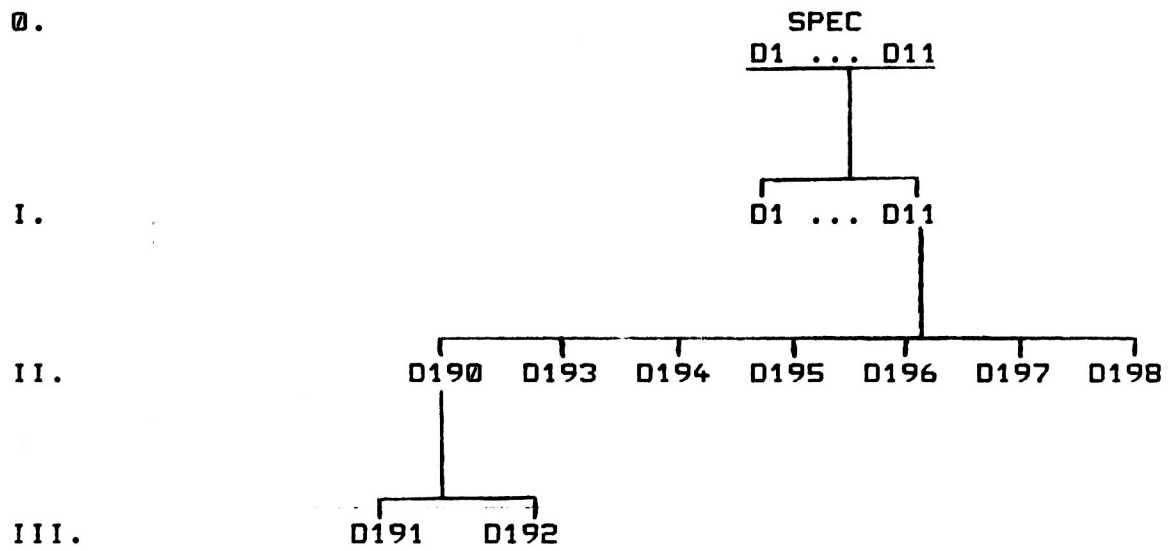 0. SPEC
D1 ... D11
I. D1 ... D11
II. D190 D193 D194 D195 D196 D197 D198
III. D191 D192